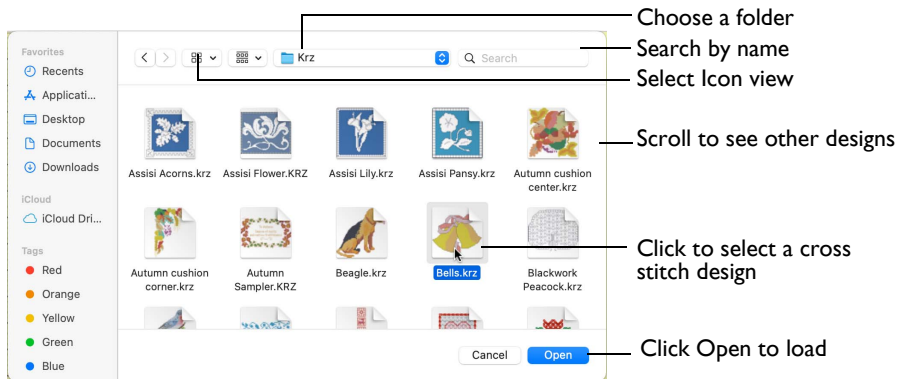 Choose a folder
Search by name
Select Icon view
Scroll to see other designs
Click to select a cross
stitch design
Click Open to load
Favorites
Recents
Applicati...
Desktop
Documents
Downloads
iCloud
iCloud Dri...
Tags
Red
Orange
Yellow
Green
Blue
Krz
Search
Assisi Acorns.krz
Assisi Flower.KRZ
Assisi Lily.krz
Assisi Pansy.krz
Autumn cushion
center.krz
Autumn cushion
corner.krz
Autumn
Sampler.KRZ
Beagle.krz
Bells.krz
Blackwork
Peacock.krz
Cancel
Open